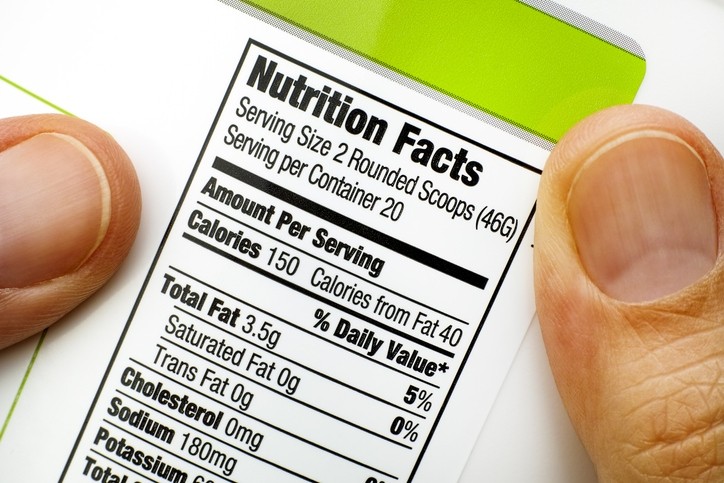 Nutrition Facts
Serving Size 2 Rounded Scoops (46G)
Serving per Container 20
Amount Per Serving
Calories 150 Calories from Fat 40
% Daily Value*
Total Fat 3.5g 5%
Saturated Fat 0g 0%
Trans Fat 0g
Cholesterol 0mg
Sodium 180mg
Potassium
Total